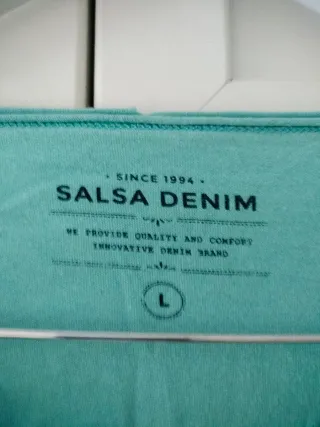 · SINCE 1994 ·
SALSA DENIM
WE PROVIDE QUALITY AND COMFORT
INNOVATIVE DENIM BRAND
L